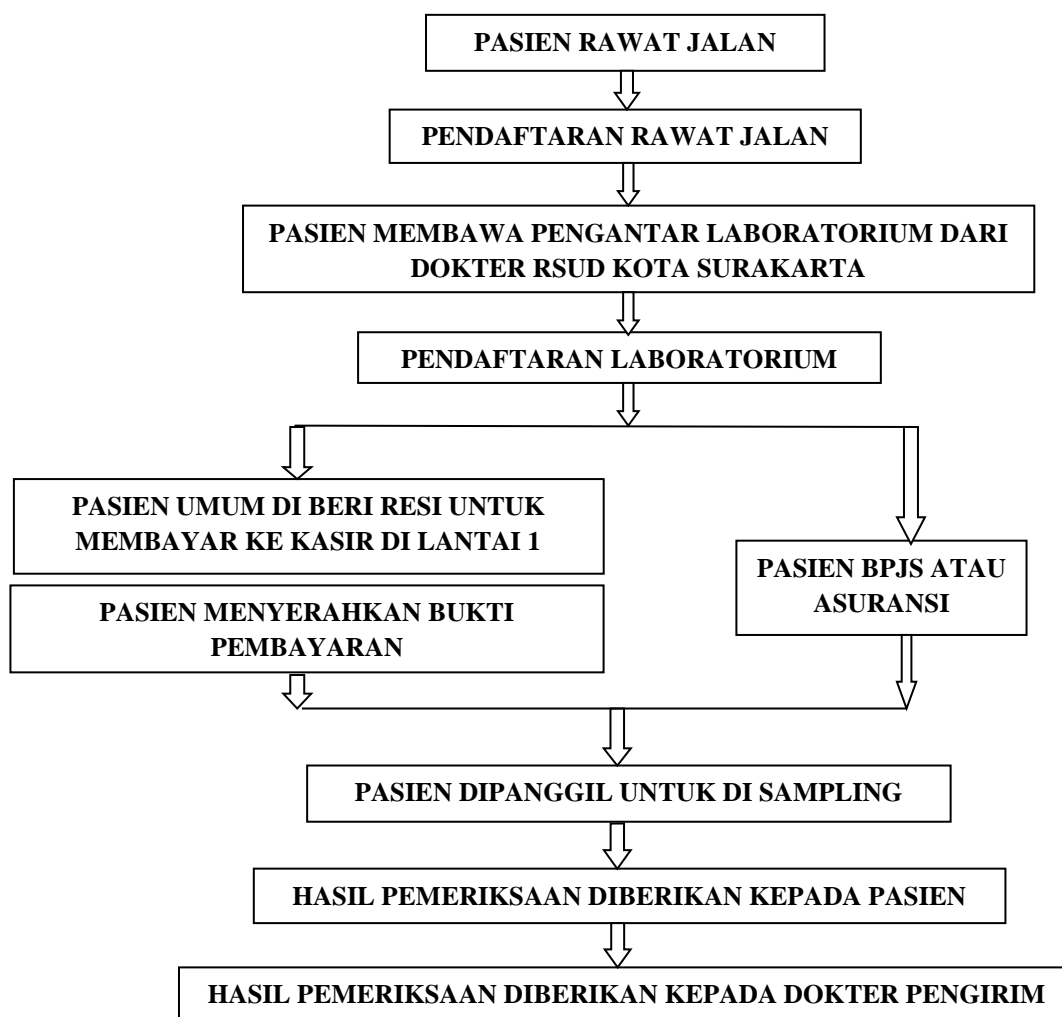 PASIEN RAWAT JALAN
PENDAFTARAN RAWAT JALAN
PASIEN MEMBAWA PENGANTAR LABORATORIUM DARI
DOKTER RSUD KOTA SURAKARTA
PENDAFTARAN LABORATORIUM
PASIEN UMUM DI BERI RESI UNTUK
MEMBAYAR KE KASIR DI LANTAI 1
PASIEN MENYERAHKAN BUKTI
PEMBAYARAN
PASIEN BPJS ATAU
ASURANSI
PASIEN DIPANGGIL UNTUK DI SAMPLING
HASIL PEMERIKSAAN DIBERIKAN KEPADA PASIEN
HASIL PEMERIKSAAN DIBERIKAN KEPADA DOKTER PENGIRIM